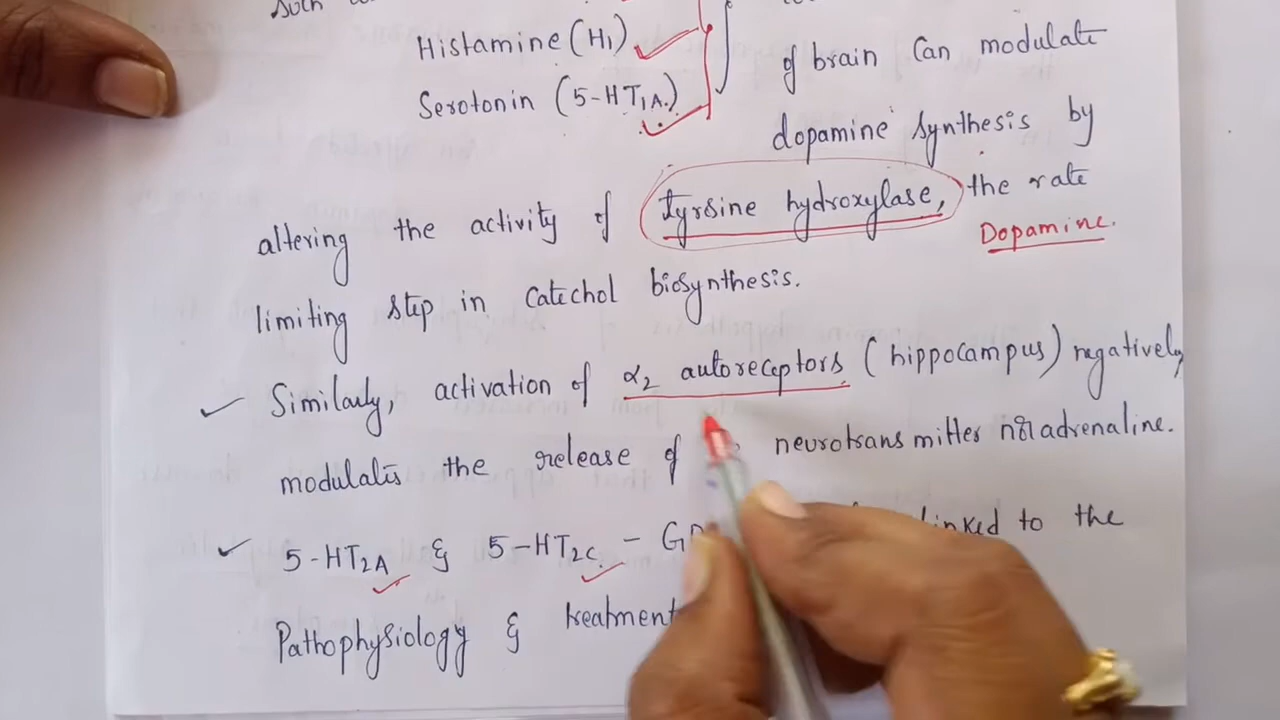 such
Histamine (H1)
Serotonin (5-HT1A.)
of brain Can modulate
dopamine synthesis by
altering the activity of tyrosine hydroxylase, the rate
Dopamine.
limiting step in Catechol biosynthesis.
Similarly, activation of α2 autoreceptors (hippocampus) negatively
modulates the release of neurotransmitter noradrenaline.
5-HT2A & 5-HT2C - linked to the
Pathophysiology & treatment